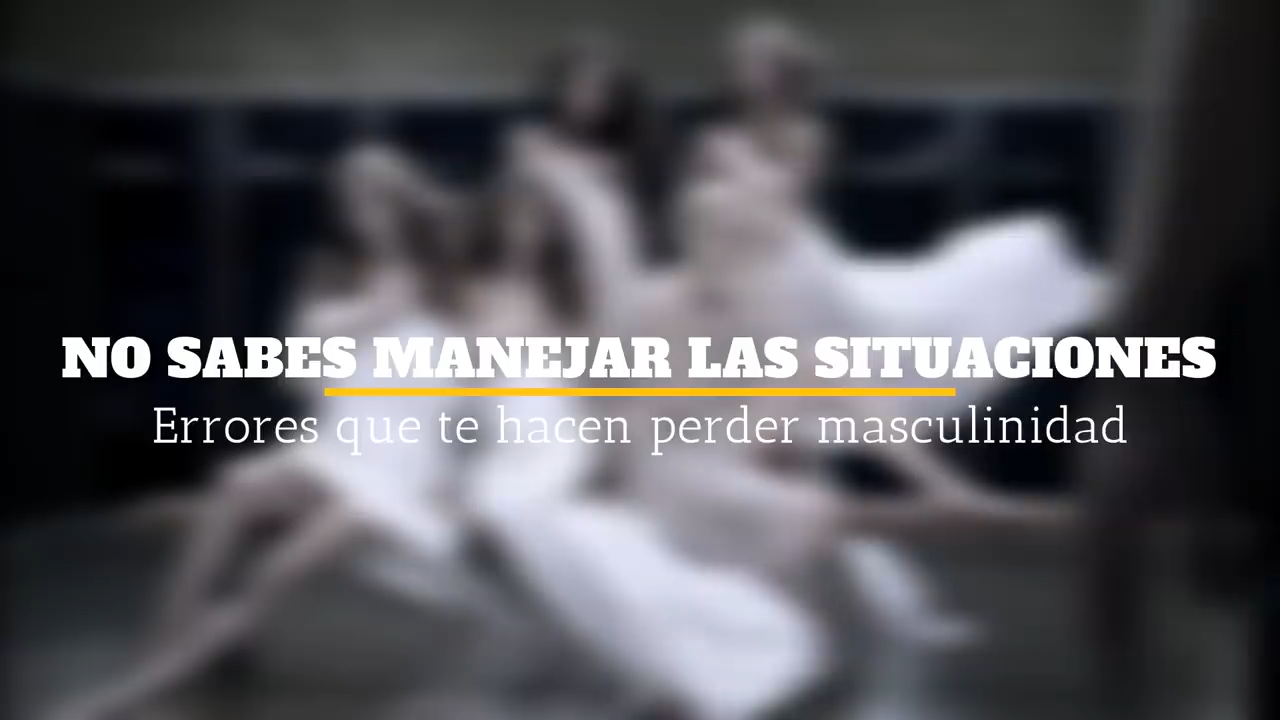 NO SABES MANEJAR LAS SITUACIONES
Errores que te hacen perder masculinidad